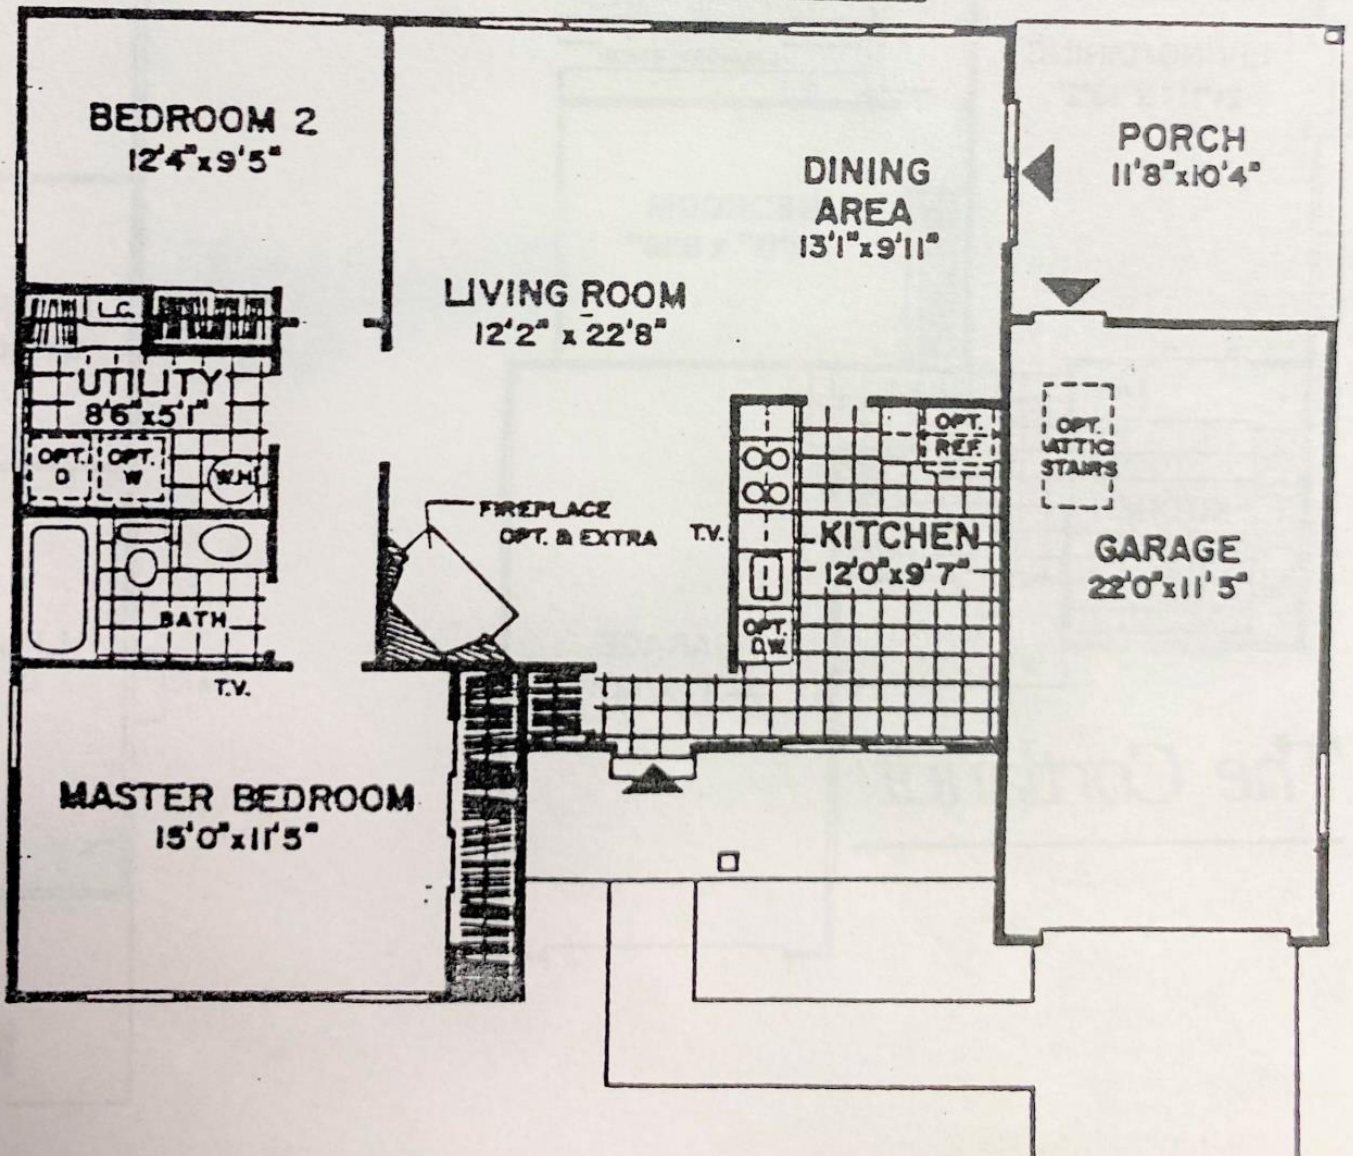 BEDROOM 2
12'4"x9'5"
L.C.
UTILITY
8'6"x5'1"
OPT.
D
OPT.
W
W.H.
BATH
T.V.
MASTER BEDROOM
15'0"x11'5"
LIVING ROOM
12'2" x 22'8"
FIREPLACE
OPT. & EXTRA
T.V.
DINING
AREA
13'1"x9'11"
OPT.
REF.
KITCHEN
12'0"x9'7"
OPT.
D.W.
PORCH
11'8"x10'4"
OPT.
ATTIC
STAIRS
GARAGE
22'0"x11'5"